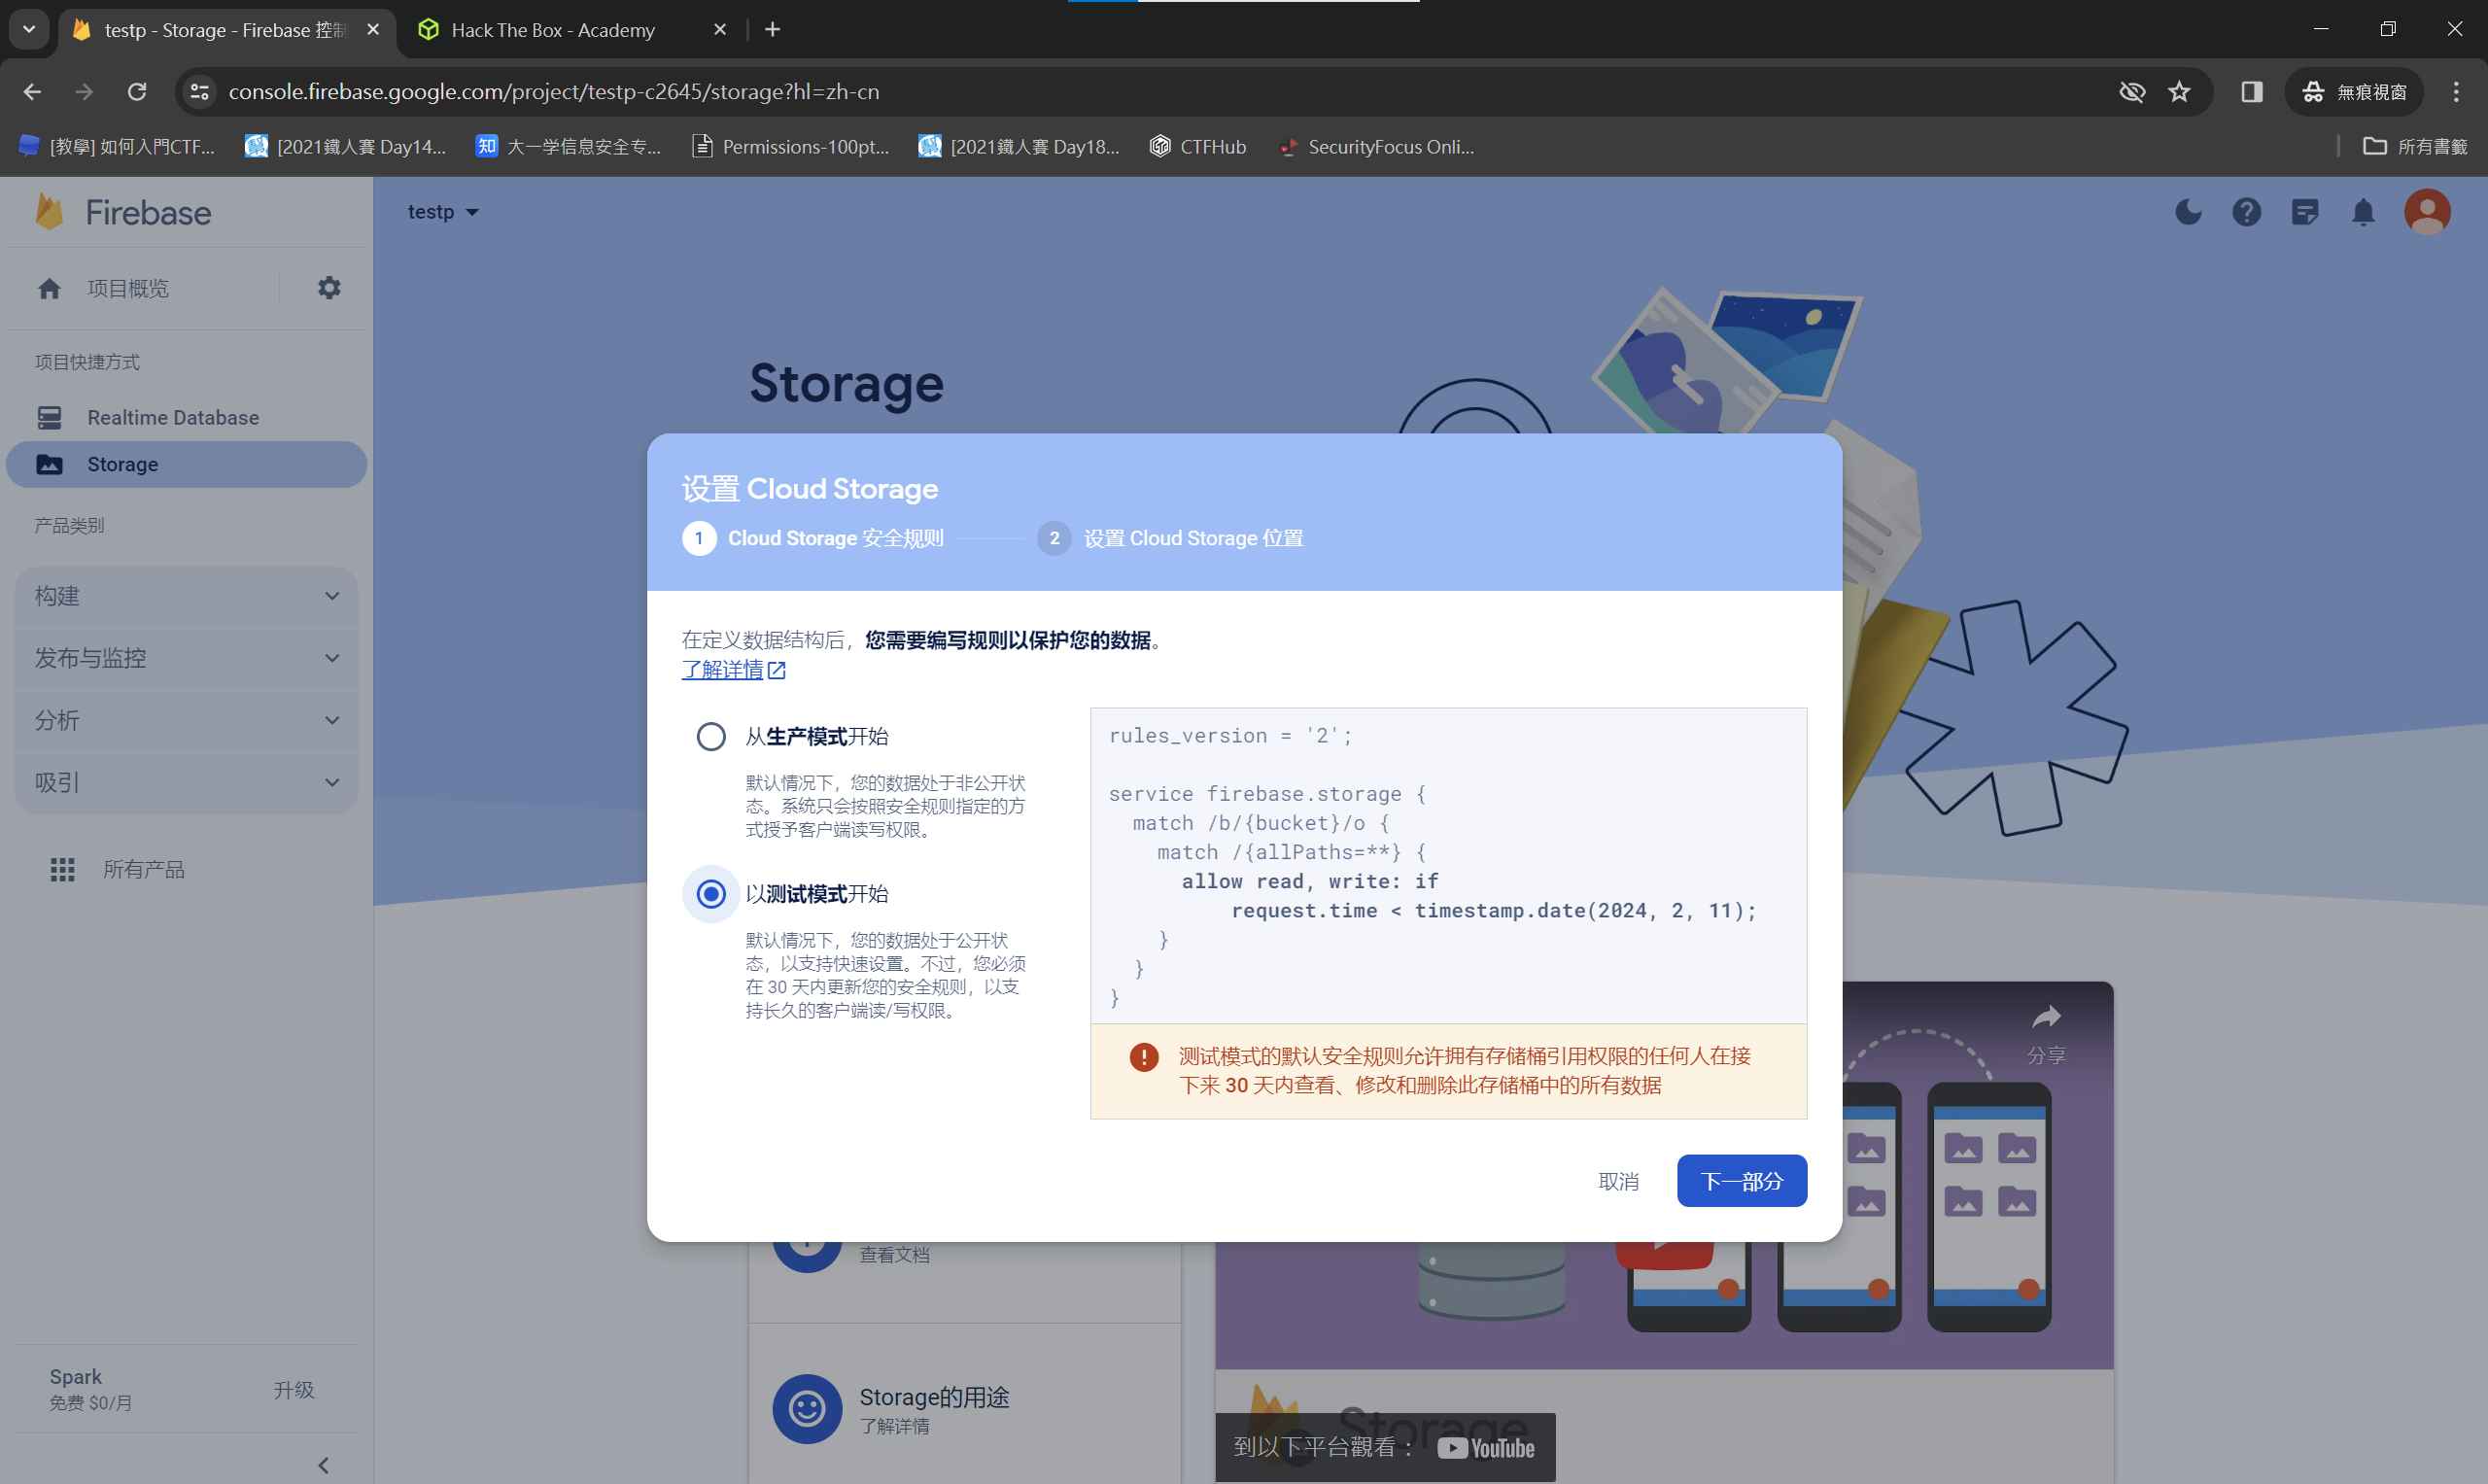 testp - Storage - Firebase 控制
Hack The Box - Academy
console.firebase.google.com/project/testp-c2645/storage?hl=zh-cn
無痕視窗
[教學] 如何入門CTF...
[2021鐵人賽 Day14...
知 大一学信息安全专...
Permissions-100pt...
[2021鐵人賽 Day18...
CTFHub
SecurityFocus Onli...
所有書籤
Firebase
testp
项目概览
项目快捷方式
Realtime Database
Storage
产品类别
构建
发布与监控
分析
吸引
所有产品
Spark
免费 $0/月
升级
Storage
设置 Cloud Storage
1 Cloud Storage 安全规则
2 设置 Cloud Storage 位置
在定义数据结构后，您需要编写规则以保护您的数据。
了解详情
从生产模式开始
默认情况下，您的数据处于非公开状
态。系统只会按照安全规则指定的方
式授予客户端读写权限。
以测试模式开始
默认情况下，您的数据处于公开状
态，以支持快速设置。不过，您必须
在 30 天内更新您的安全规则，以支
持长久的客户端读/写权限。
rules_version = '2';
service firebase.storage {
match /b/{bucket}/o {
match /{allPaths=**} {
allow read, write: if
request.time < timestamp.date(2024, 2, 11);
}
}
}
测试模式的默认安全规则允许拥有存储桶引用权限的任何人在接
下来 30 天内查看、修改和删除此存储桶中的所有数据
取消
下一部分
分享
查看文档
Storage的用途
了解详情
Storage
到以下平台觀看：
YouTube